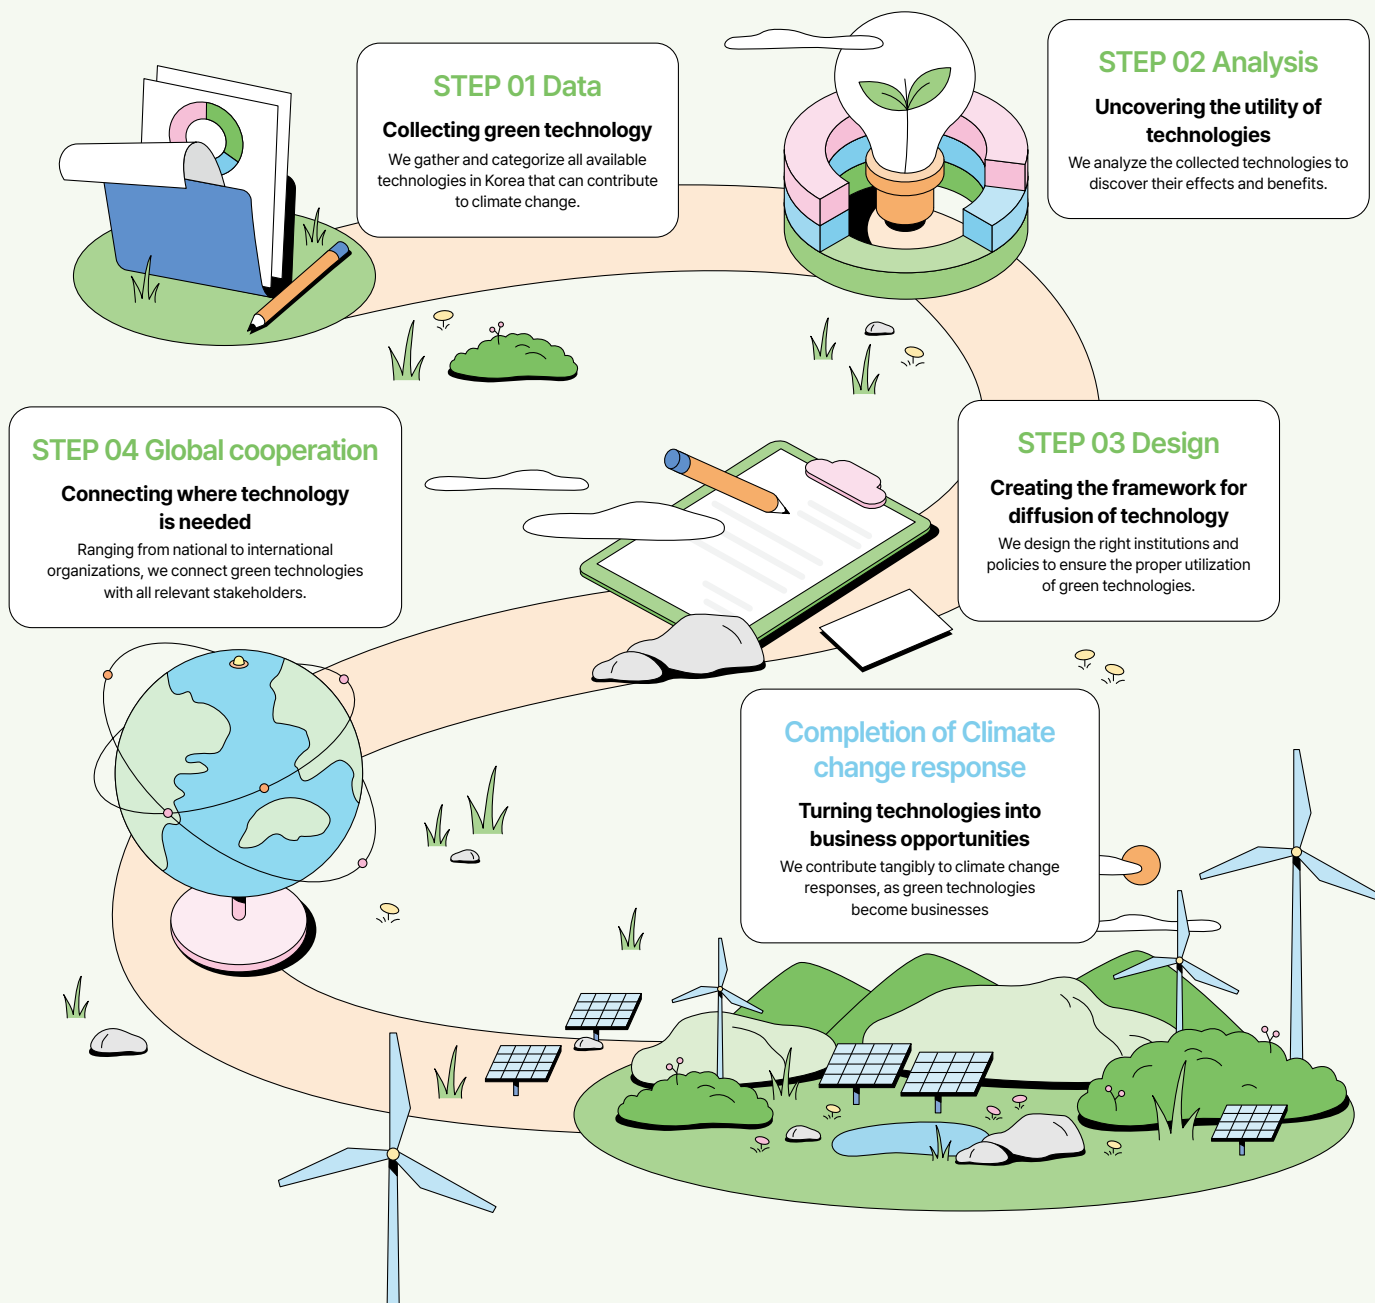 STEP 01 Data
Collecting green technology
We gather and categorize all available
technologies in Korea that can contribute
to climate change.
STEP 02 Analysis
Uncovering the utility of
technologies
We analyze the collected technologies to
discover their effects and benefits.
STEP 03 Design
Creating the framework for
diffusion of technology
We design the right institutions and
policies to ensure the proper utilization
of green technologies.
STEP 04 Global cooperation
Connecting where technology
is needed
Ranging from national to international
organizations, we connect green technologies
with all relevant stakeholders.
Completion of Climate
change response
Turning technologies into
business opportunities
We contribute tangibly to climate change
responses, as green technologies
become businesses